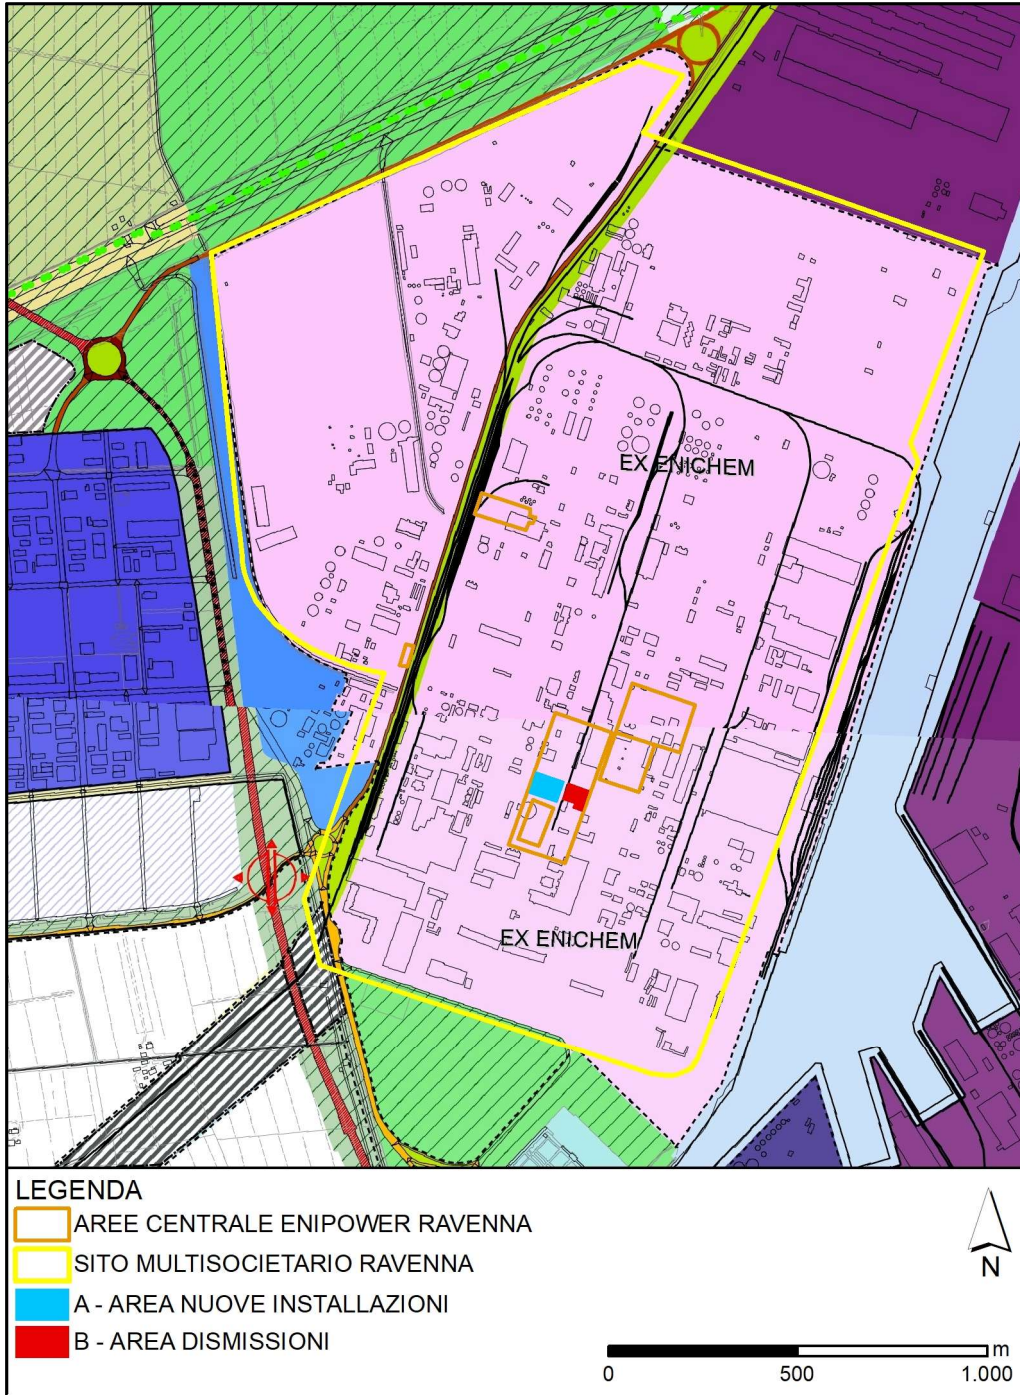 EX ENICHEM
EX ENICHEM
LEGENDA
AREE CENTRALE ENIPOWER RAVENNA
SITO MULTISOCIETARIO RAVENNA
A - AREA NUOVE INSTALLAZIONI
B - AREA DISMISSIONI
N
m
0 500 1.000